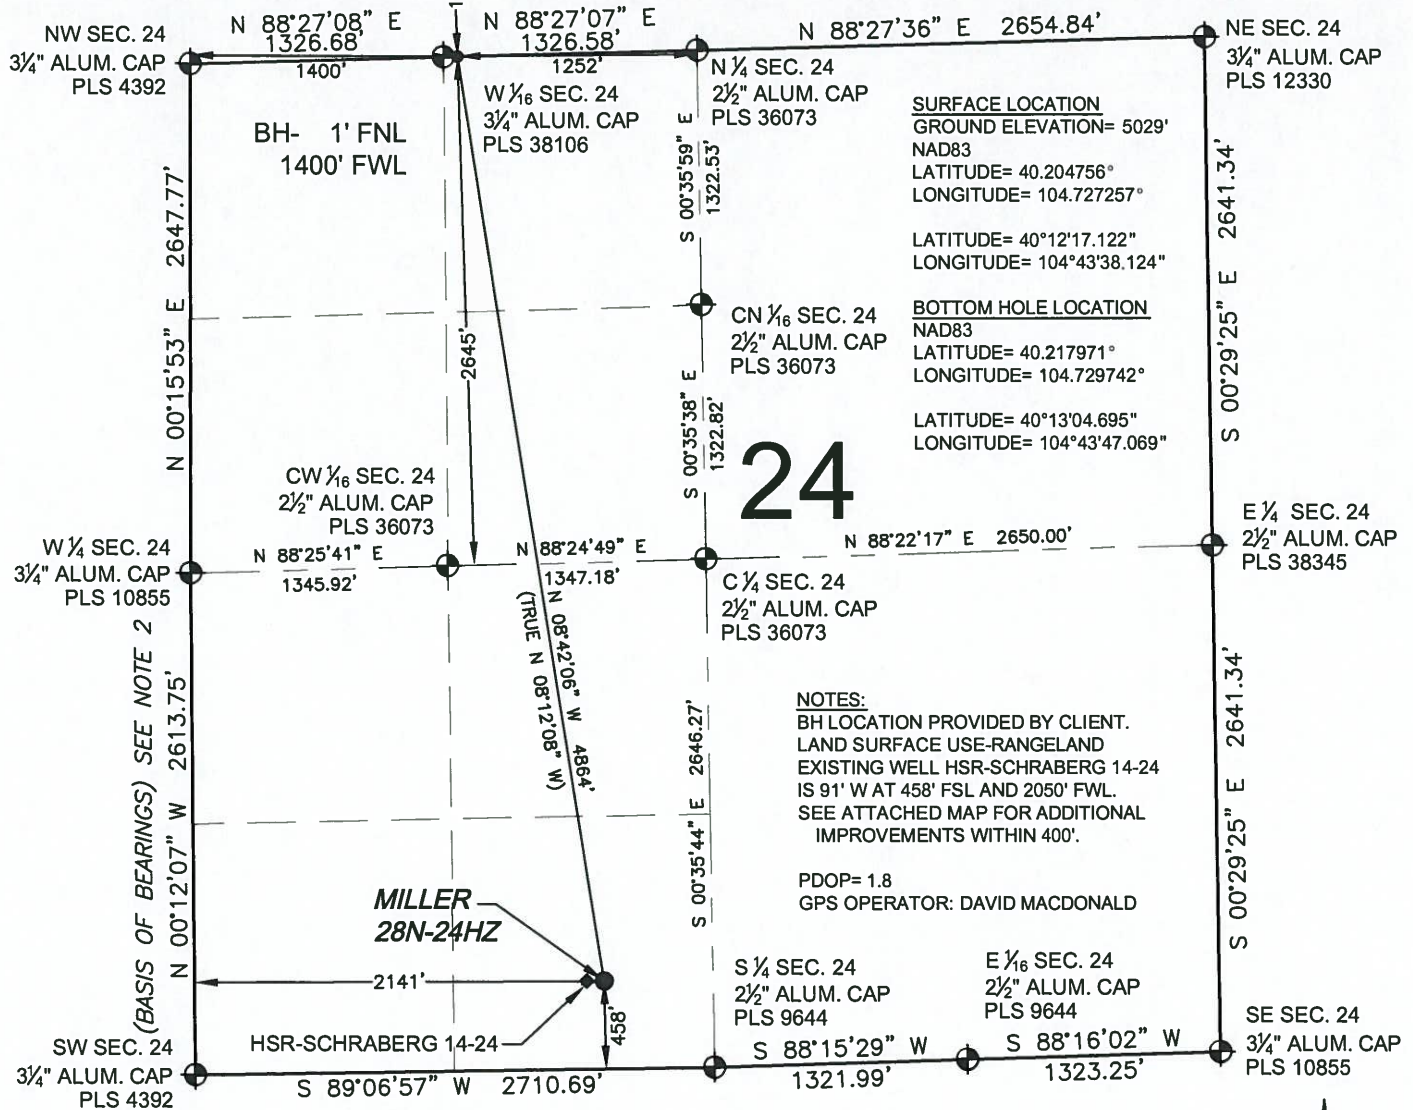 NW SEC. 24
3¼" ALUM. CAP
PLS 4392
N 88°27'08" E
1326.68'
1400'
1
N 88°27'07" E
1326.58'
1252'
N 88°27'36" E 2654.84'
NE SEC. 24
3¼" ALUM. CAP
PLS 12330
W 1/16 SEC. 24
3¼" ALUM. CAP
PLS 38106
N ¼ SEC. 24
2½" ALUM. CAP
PLS 36073
BH- 1' FNL
1400' FWL
SURFACE LOCATION
GROUND ELEVATION= 5029'
NAD83
LATITUDE= 40.204756°
LONGITUDE= 104.727257°
LATITUDE= 40°12'17.122"
LONGITUDE= 104°43'38.124"
BOTTOM HOLE LOCATION
NAD83
LATITUDE= 40.217971°
LONGITUDE= 104.729742°
LATITUDE= 40°13'04.695"
LONGITUDE= 104°43'47.069"
N 00°15'53" E 2647.77'
S 00°35'59" E
1322.53'
S 00°29'25" E 2641.34'
2645'
CN 1/16 SEC. 24
2½" ALUM. CAP
PLS 36073
S 00°35'38" E
1322.82'
24
CW 1/16 SEC. 24
2½" ALUM. CAP
PLS 36073
W ¼ SEC. 24
3¼" ALUM. CAP
PLS 10855
N 88°25'41" E
1345.92'
N 88°24'49" E
1347.18'
N 88°22'17" E 2650.00'
E ¼ SEC. 24
2½" ALUM. CAP
PLS 38345
C ¼ SEC. 24
2½" ALUM. CAP
PLS 36073
N 08°42'06" W 4864'
(TRUE N 08°12'08" W)
(BASIS OF BEARINGS) SEE NOTE 2
N 00°12'07" W 2613.75'
S 00°35'44" E 2646.27'
S 00°29'25" E 2641.34'
NOTES:
BH LOCATION PROVIDED BY CLIENT.
LAND SURFACE USE-RANGELAND
EXISTING WELL HSR-SCHRABERG 14-24
IS 91' W AT 458' FSL AND 2050' FWL.
SEE ATTACHED MAP FOR ADDITIONAL
IMPROVEMENTS WITHIN 400'.
PDOP= 1.8
GPS OPERATOR: DAVID MACDONALD
MILLER
28N-24HZ
2141'
458'
HSR-SCHRABERG 14-24
S ¼ SEC. 24
2½" ALUM. CAP
PLS 9644
E 1/16 SEC. 24
2½" ALUM. CAP
PLS 9644
SW SEC. 24
3¼" ALUM. CAP
PLS 4392
S 89°06'57" W 2710.69'
S 88°15'29" W
1321.99'
S 88°16'02" W
1323.25'
SE SEC. 24
3¼" ALUM. CAP
PLS 10855